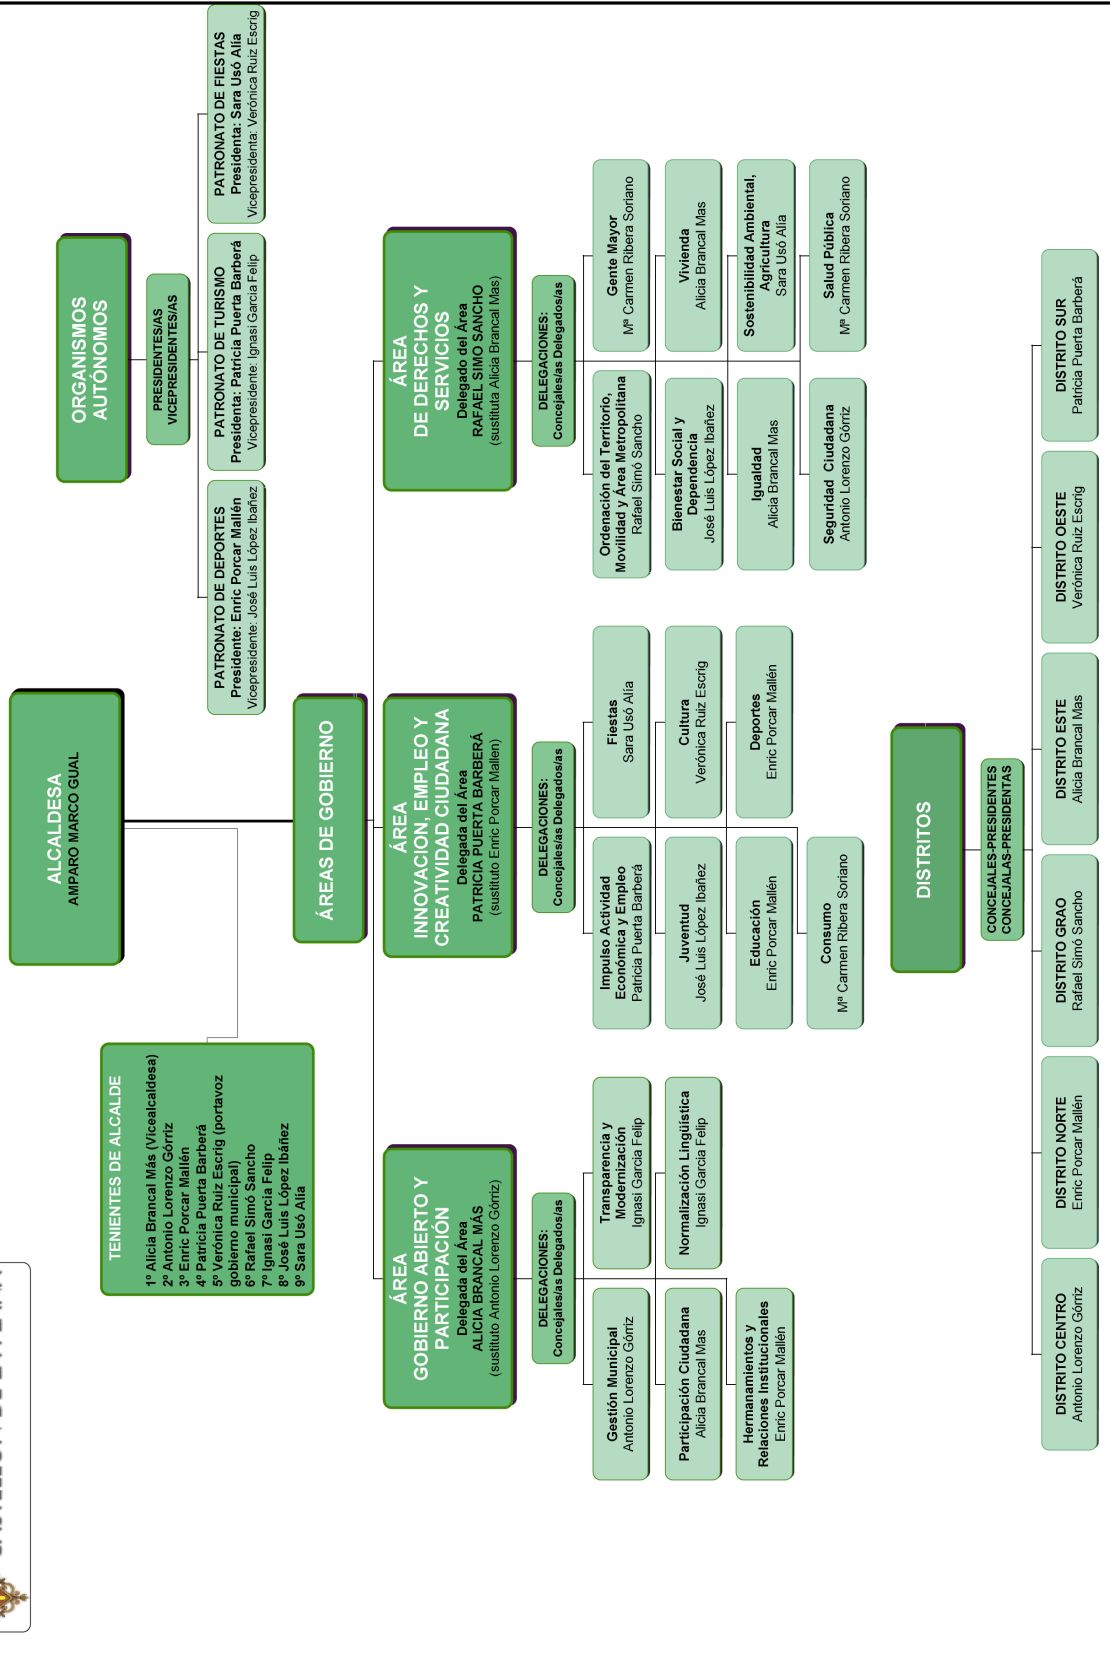 ALCALDESA
AMPARO MARCO GUAL
TENIENTES DE ALCALDE
1º Alicia Brancal Más (Vicealcaldesa)
2º Antonio Lorenzo Górriz
3º Enric Porcar Mallén
4º Patricia Puerta Barberá
5º Verónica Ruiz Escrig (portavoz
gobierno municipal)
6º Rafael Simó Sancho
7º Ignasi Garcia Felip
8º José Luis López Ibáñez
9º Sara Usó Alía
ORGANISMOS
AUTÓNOMOS
PRESIDENTES/AS
VICEPRESIDENTES/AS
PATRONATO DE DEPORTES
Presidente: Enric Porcar Mallén
Vicepresidente: José Luis López Ibañez
PATRONATO DE TURISMO
Presidenta: Patricia Puerta Barberá
Vicepresidente: Ignasi Garcia Felip
PATRONATO DE FIESTAS
Presidenta: Sara Usó Alía
Vicepresidenta: Verónica Ruiz Escrig
ÁREAS DE GOBIERNO
ÁREA
GOBIERNO ABIERTO Y
PARTICIPACIÓN
Delegada del Área
ALICIA BRANCAL MÁS
(sustituto Antonio Lorenzo Górriz)
DELEGACIONES:
Concejales/as Delegados/as
Gestión Municipal
Antonio Lorenzo Górriz
Transparencia y
Modernización
Ignasi Garcia Felip
Participación Ciudadana
Alicia Brancal Mas
Normalización Lingüística
Ignasi Garcia Felip
Hermanamientos y
Relaciones Institucionales
Enric Porcar Mallén
ÁREA
INNOVACIÓN, EMPLEO Y
CREATIVIDAD CIUDADANA
Delegada del Área
PATRICIA PUERTA BARBERÁ
(sustituto Enric Porcar Mallen)
DELEGACIONES:
Concejales/as Delegados/as
Impulso Actividad
Económica y Empleo
Patricia Puerta Barberá
Fiestas
Sara Usó Alía
Juventud
José Luis López Ibañez
Cultura
Verónica Ruiz Escrig
Educación
Enric Porcar Mallén
Deportes
Enric Porcar Mallén
Consumo
Mª Carmen Ribera Soriano
ÁREA
DE DERECHOS Y
SERVICIOS
Delegado del Área
RAFAEL SIMO SANCHO
(sustituta Alicia Brancal Mas)
DELEGACIONES:
Concejales/as Delegados/as
Ordenación del Territorio,
Movilidad y Área Metropolitana
Rafael Simó Sancho
Gente Mayor
Mª Carmen Ribera Soriano
Bienestar Social y
Dependencia
José Luis López Ibañez
Vivienda
Alicia Brancal Mas
Igualdad
Alicia Brancal Mas
Sostenibilidad Ambiental,
Agricultura
Sara Usó Alía
Seguridad Ciudadana
Antonio Lorenzo Górriz
Salud Pública
Mª Carmen Ribera Soriano
DISTRITOS
CONCEJALES-PRESIDENTES
CONCEJALAS-PRESIDENTAS
DISTRITO CENTRO
Antonio Lorenzo Górriz
DISTRITO NORTE
Enric Porcar Mallén
DISTRITO GRAO
Rafael Simó Sancho
DISTRITO ESTE
Alicia Brancal Mas
DISTRITO OESTE
Verónica Ruiz Escrig
DISTRITO SUR
Patricia Puerta Barberá